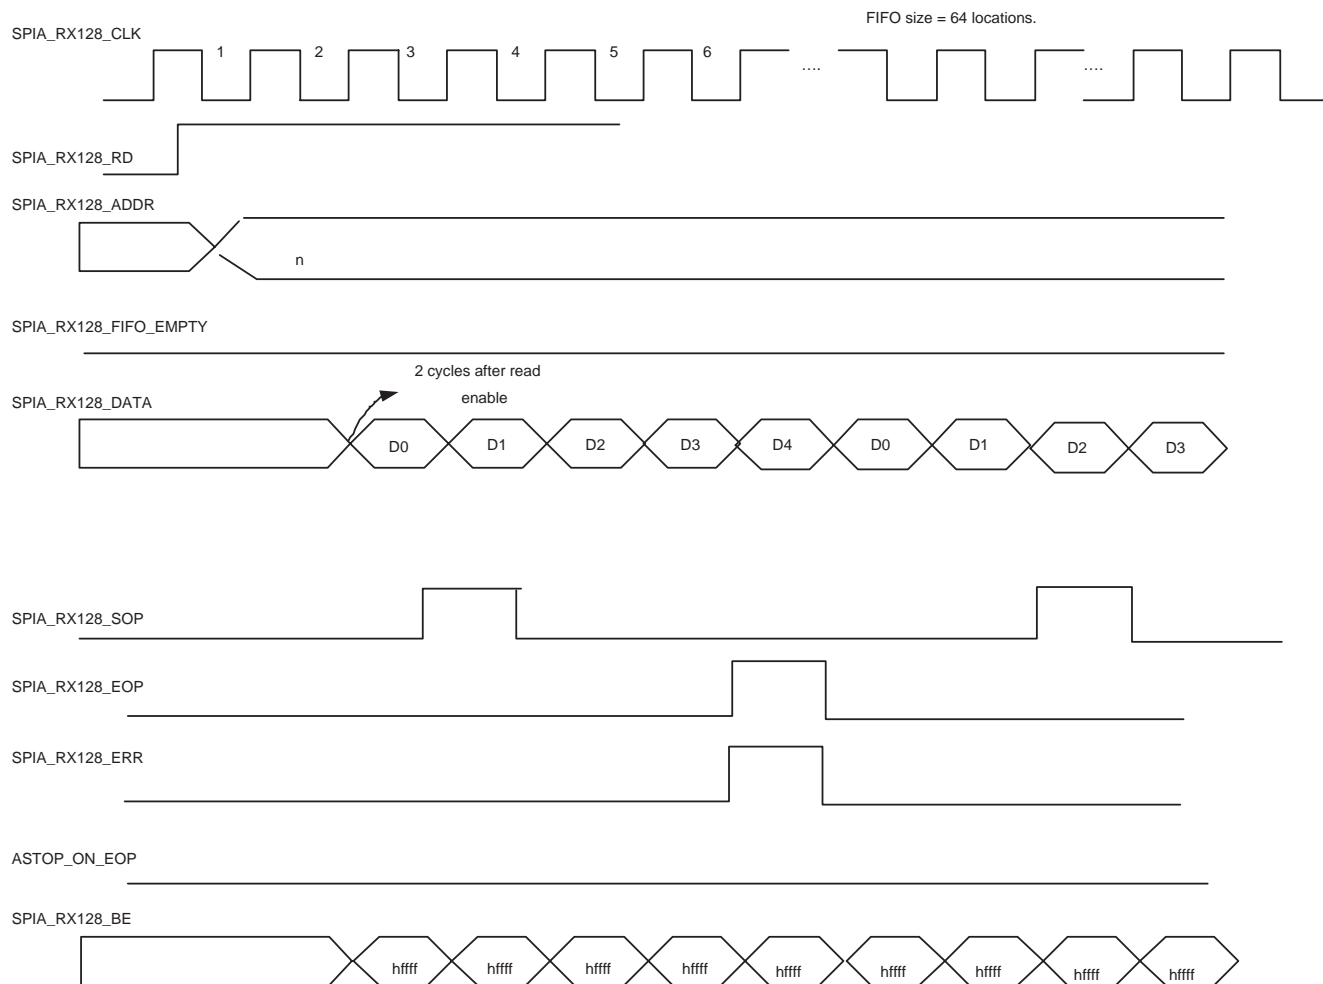 FIFO size = 64 locations.
SPIA_RX128_CLK
1 2 3 4 5 6 .... ....
SPIA_RX128_RD
SPIA_RX128_ADDR
n
SPIA_RX128_FIFO_EMPTY
2 cycles after read
enable
SPIA_RX128_DATA
D0 D1 D2 D3 D4 D0 D1 D2 D3
SPIA_RX128_SOP
SPIA_RX128_EOP
SPIA_RX128_ERR
ASTOP_ON_EOP
SPIA_RX128_BE
hffff hffff hffff hffff hffff hffff hffff hffff hffff